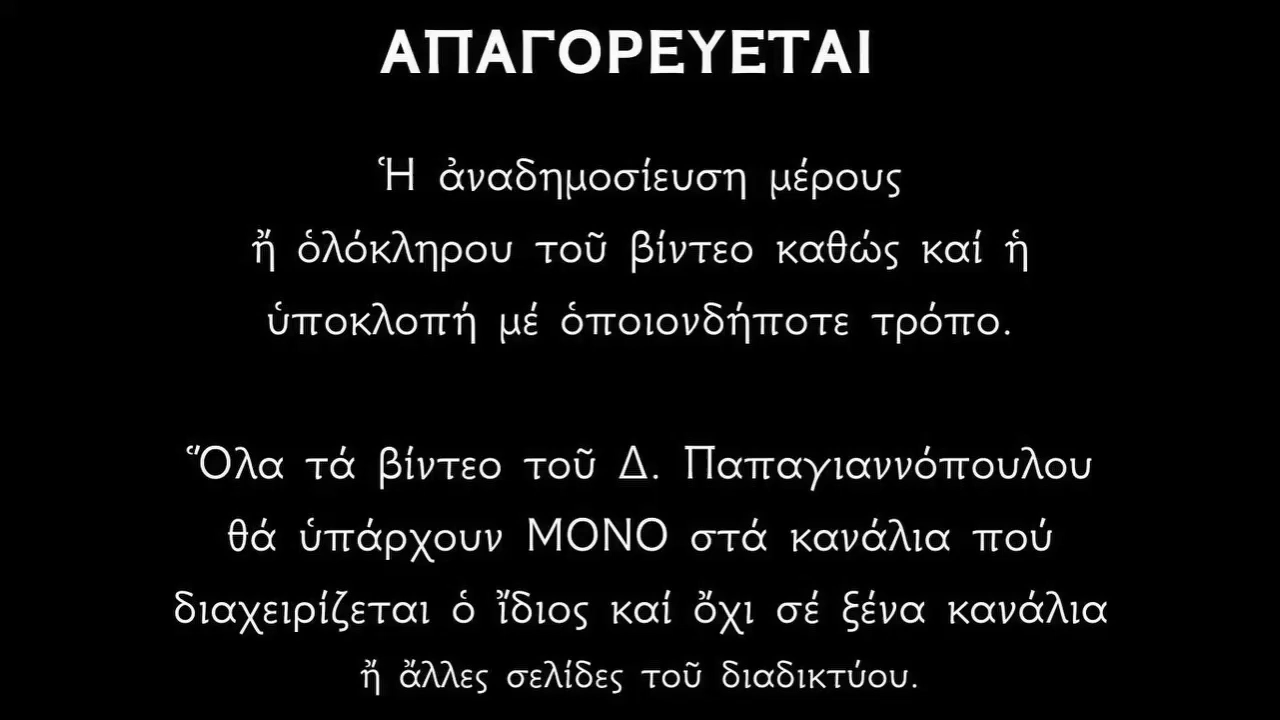 ΑΠΑΓΟΡΕΥΕΤΑΙ
Ἡ ἀναδημοσίευση μέρους
ἤ ὁλόκληρου τοῦ βίντεο καθώς καί ἡ
ὑποκλοπή μέ ὁποιονδήποτε τρόπο.
Ὅλα τά βίντεο τοῦ Δ. Παπαγιαννόπουλου
θά ὑπάρχουν ΜΟΝΟ στά κανάλια πού
διαχειρίζεται ὁ ἴδιος καί ὄχι σέ ξένα κανάλια
ἤ ἄλλες σελίδες τοῦ διαδικτύου.